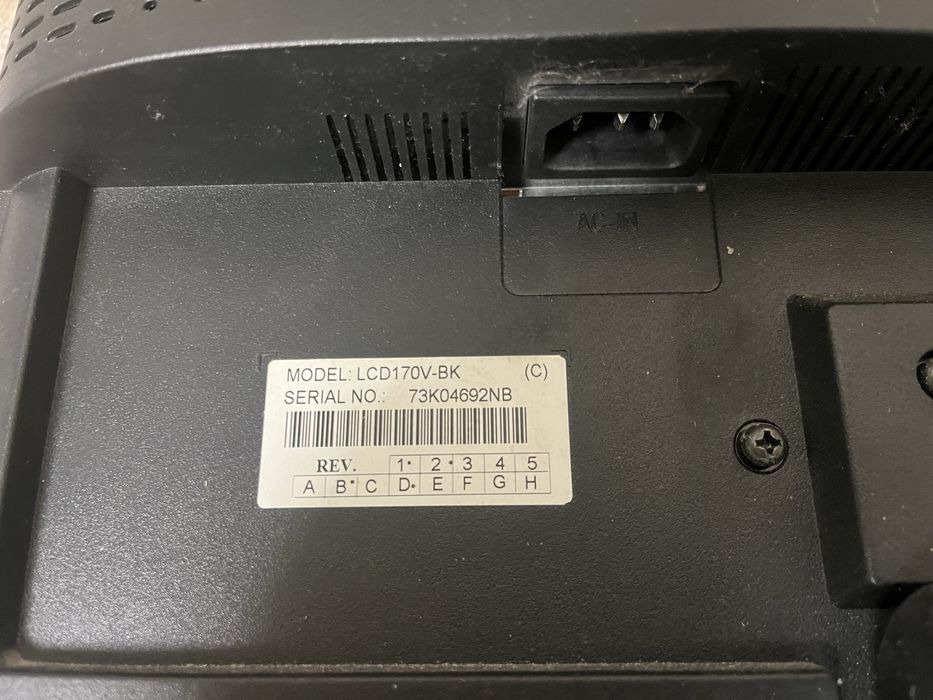 AC-IN
MODEL: LCD170V-BK (C)
SERIAL NO.: 73K04692NB
REV. 1• 2• 3 4 5
A B• C D• E F G H